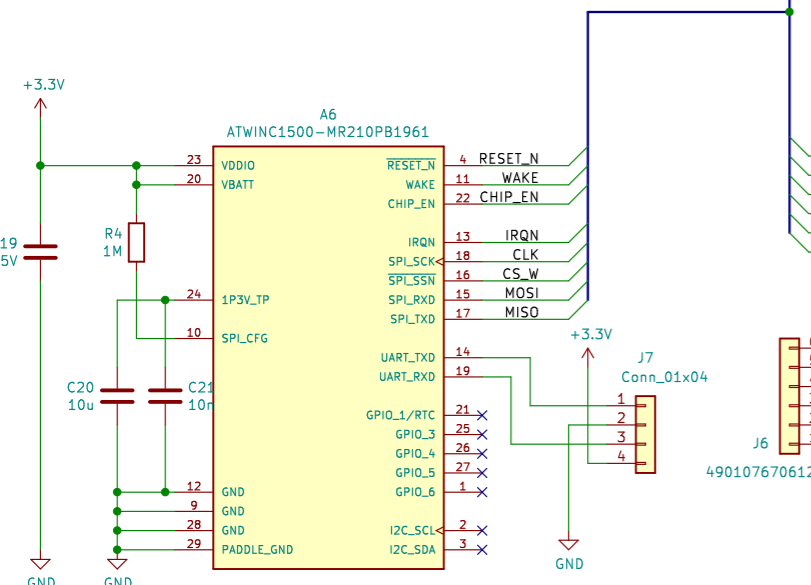 +3.3V
A6
ATWINC1500-MR210PB1961
23 VDDIO
20 VBATT
R4
1M
19
5V
24 1P3V_TP
10 SPI_CFG
C20
10u
C21
10n
12 GND
9 GND
28 GND
29 PADDLE_GND
GND
GND
RESET_N 4 RESET_N
WAKE 11 WAKE
CHIP_EN 22 CHIP_EN
IRQN 13 IRQN
SPI_SCK 18 CLK
SPI_SSN 16 CS_W
SPI_RXD 15 MOSI
SPI_TXD 17 MISO
UART_TXD 14
UART_RXD 19
GPIO_1/RTC 21
GPIO_3 25
GPIO_4 26
GPIO_5 27
GPIO_6 1
I2C_SCL 2
I2C_SDA 3
+3.3V
J7
Conn_01x04
1
2
3
4
GND
J6
490107670612